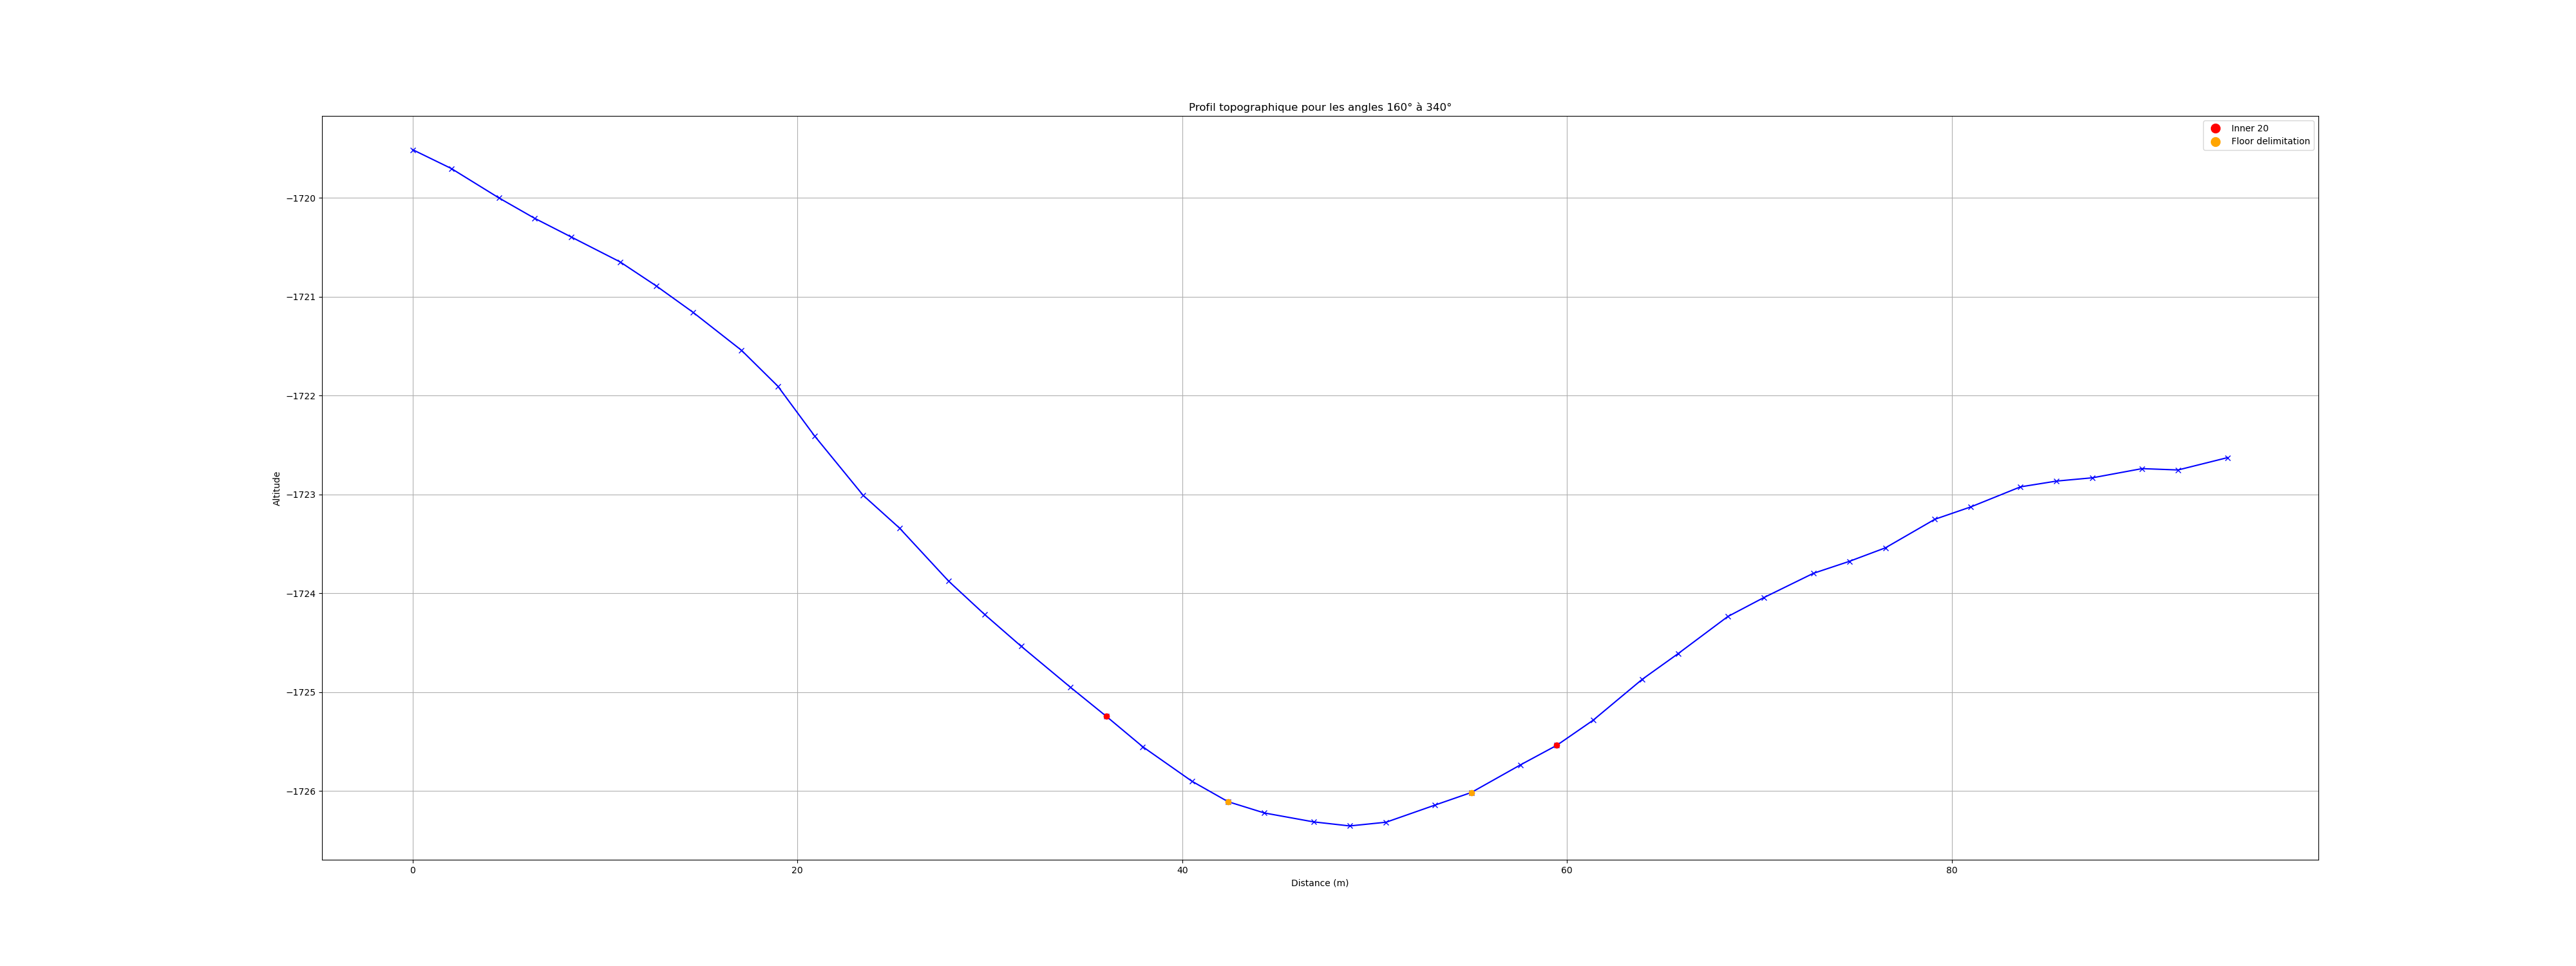 Profil topographique pour les angles 160° à 340°
Inner 20
Floor delimitation
−1720
−1721
−1722
−1723
−1724
−1725
−1726
Altitude
0
20
40
60
80
Distance (m)